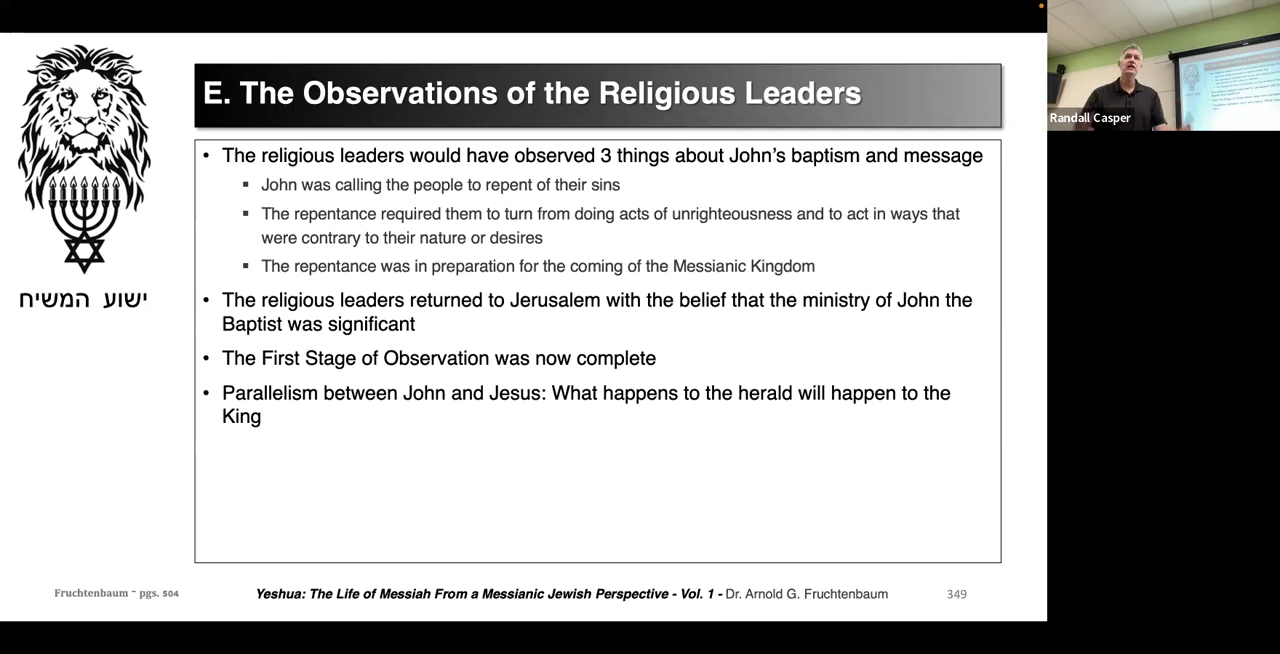 E. The Observations of the Religious Leaders
• The religious leaders would have observed 3 things about John’s baptism and message
▪ John was calling the people to repent of their sins
▪ The repentance required them to turn from doing acts of unrighteousness and to act in ways that
were contrary to their nature or desires
▪ The repentance was in preparation for the coming of the Messianic Kingdom
• The religious leaders returned to Jerusalem with the belief that the ministry of John the
Baptist was significant
• The First Stage of Observation was now complete
• Parallelism between John and Jesus: What happens to the herald will happen to the
King
ישוע המשיח
Fruchtenbaum - pgs. 504
Yeshua: The Life of Messiah From a Messianic Jewish Perspective - Vol. 1 - Dr. Arnold G. Fruchtenbaum
349
Randall Casper